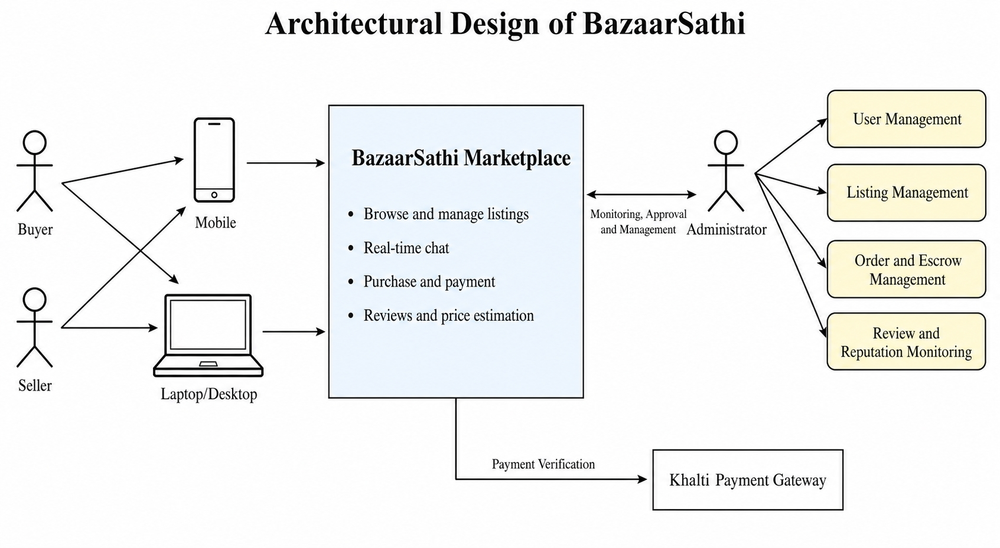 Architectural Design of BazaarSathi
Buyer
Seller
Mobile
Laptop/Desktop
BazaarSathi Marketplace
• Browse and manage listings
• Real-time chat
• Purchase and payment
• Reviews and price estimation
Monitoring, Approval
and Management
Administrator
User Management
Listing Management
Order and Escrow
Management
Review and
Reputation Monitoring
Payment Verification
Khalti Payment Gateway